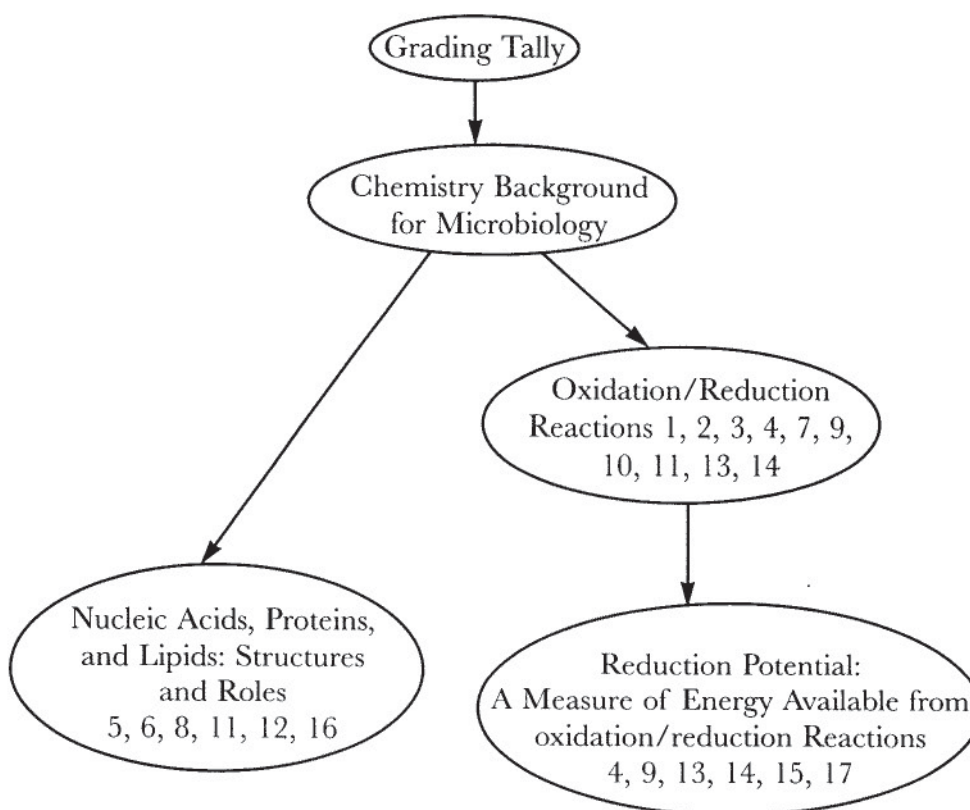 Grading Tally
Chemistry Background
for Microbiology
Oxidation/Reduction
Reactions 1, 2, 3, 4, 7, 9,
10, 11, 13, 14
Nucleic Acids, Proteins,
and Lipids: Structures
and Roles
5, 6, 8, 11, 12, 16
Reduction Potential:
A Measure of Energy Available from
oxidation/reduction Reactions
4, 9, 13, 14, 15, 17